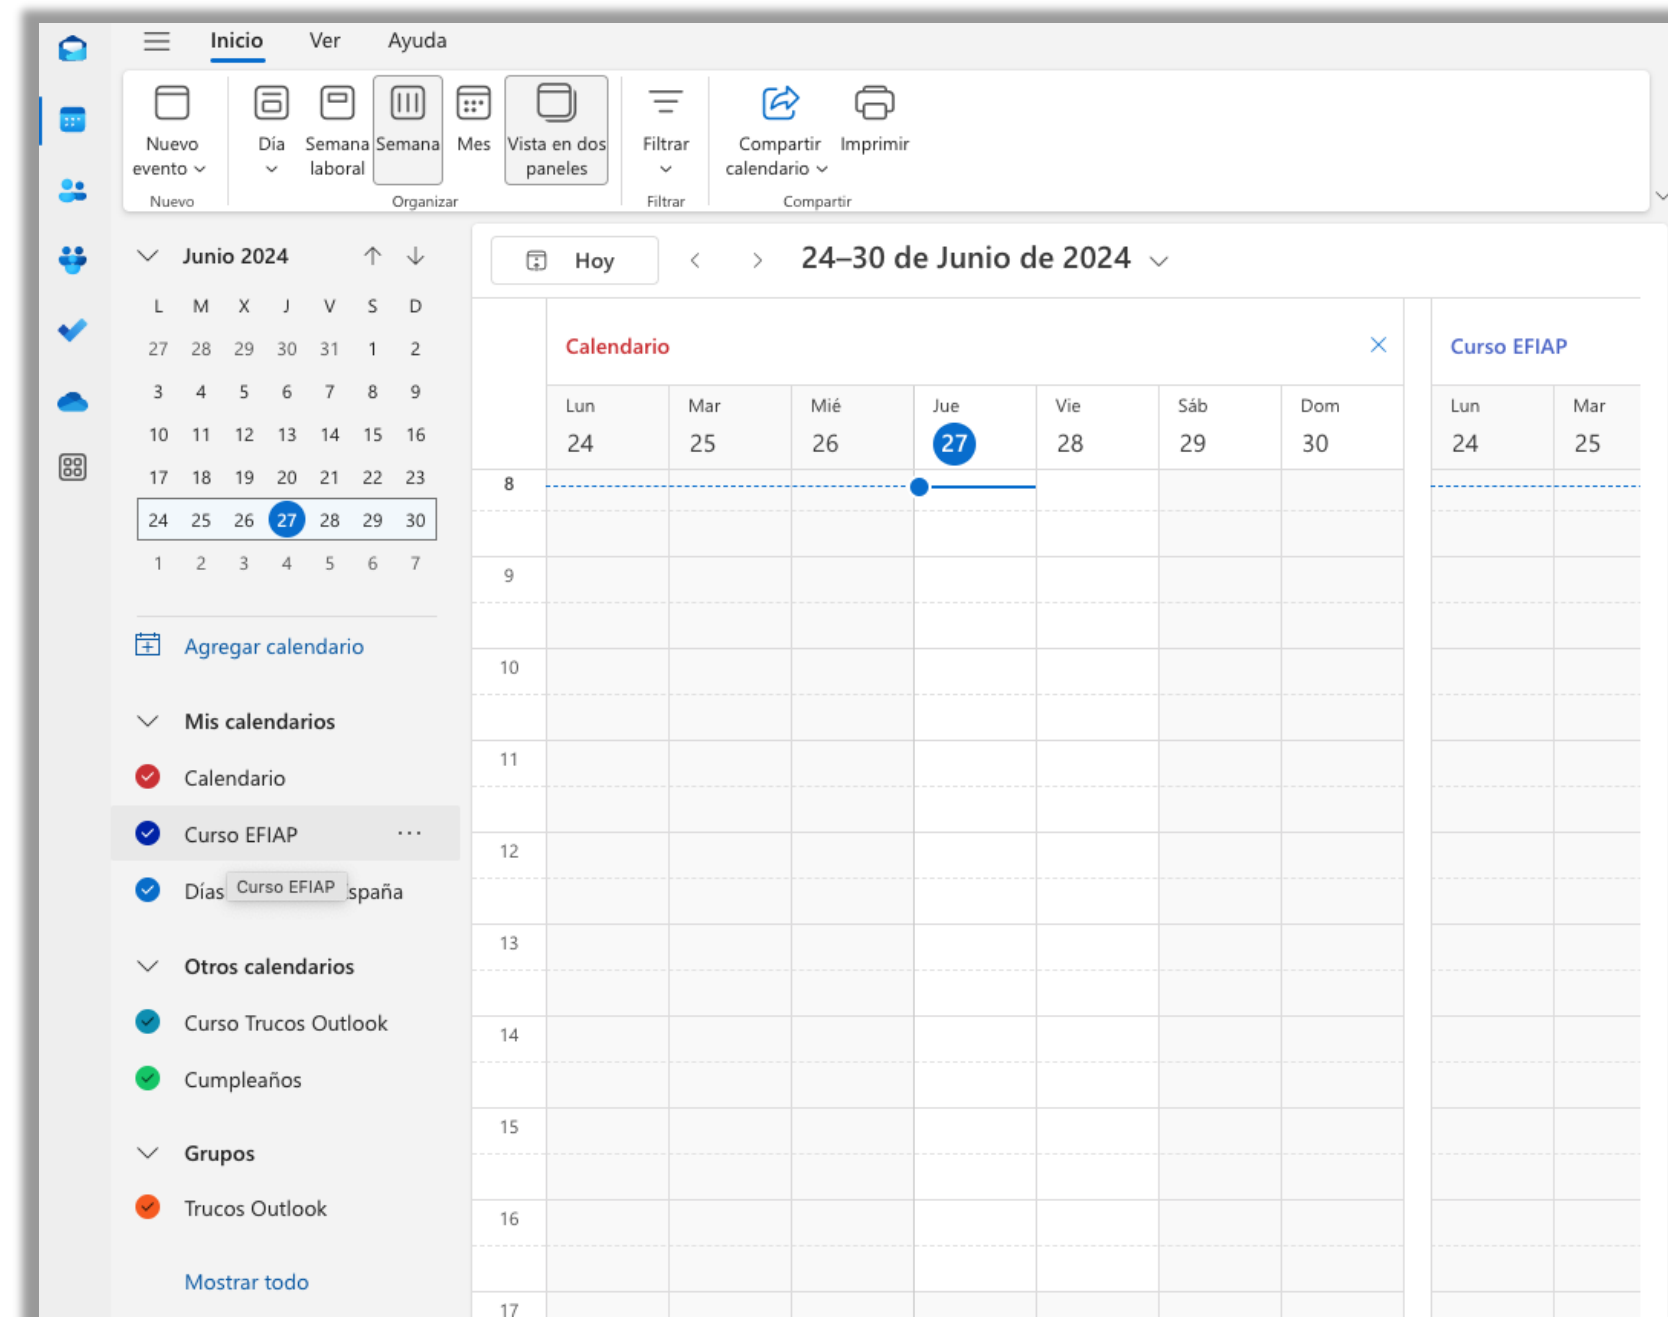 Inicio Ver Ayuda
Nuevo evento
Día
Semana laboral
Semana
Mes
Vista en dos paneles
Filtrar
Compartir calendario
Imprimir
Nuevo Organizar Filtrar Compartir
Junio 2024
L M X J V S D
27 28 29 30 31 1 2
3 4 5 6 7 8 9
10 11 12 13 14 15 16
17 18 19 20 21 22 23
24 25 26 27 28 29 30
1 2 3 4 5 6 7
Agregar calendario
Mis calendarios
Calendario
Curso EFIAP ...
Curso EFIAP
Días spaña
Otros calendarios
Curso Trucos Outlook
Cumpleaños
Grupos
Trucos Outlook
Mostrar todo
Hoy 24–30 de Junio de 2024
Calendario Curso EFIAP
Lun Mar Mié Jue Vie Sáb Dom Lun Mar
24 25 26 27 28 29 30 24 25
8
9
10
11
12
13
14
15
16
17